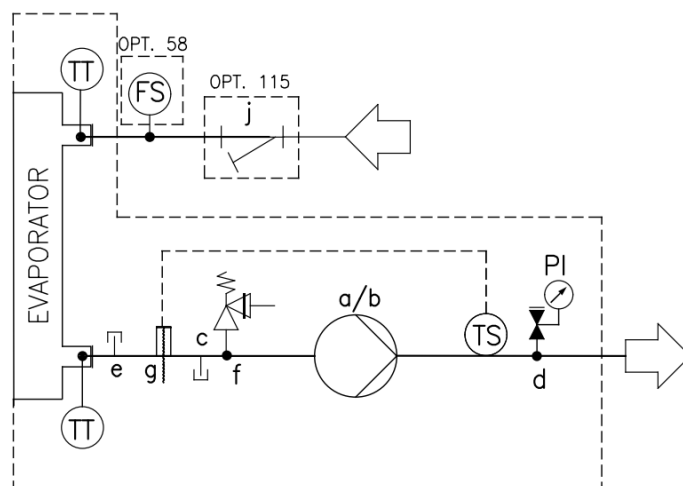 OPT. 58
TT
FS
OPT. 115
j
EVAPORATOR
PI
a/b
c
TS
e
g
f
d
TT